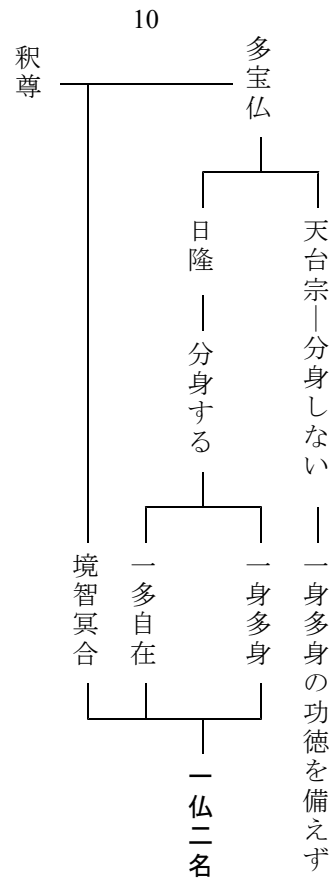 10
多宝仏
釈尊
天台宗―分身しない
一身多身の功徳を備えず
日隆
分身する
一身多身
一多自在
境智冥合
一仏二名